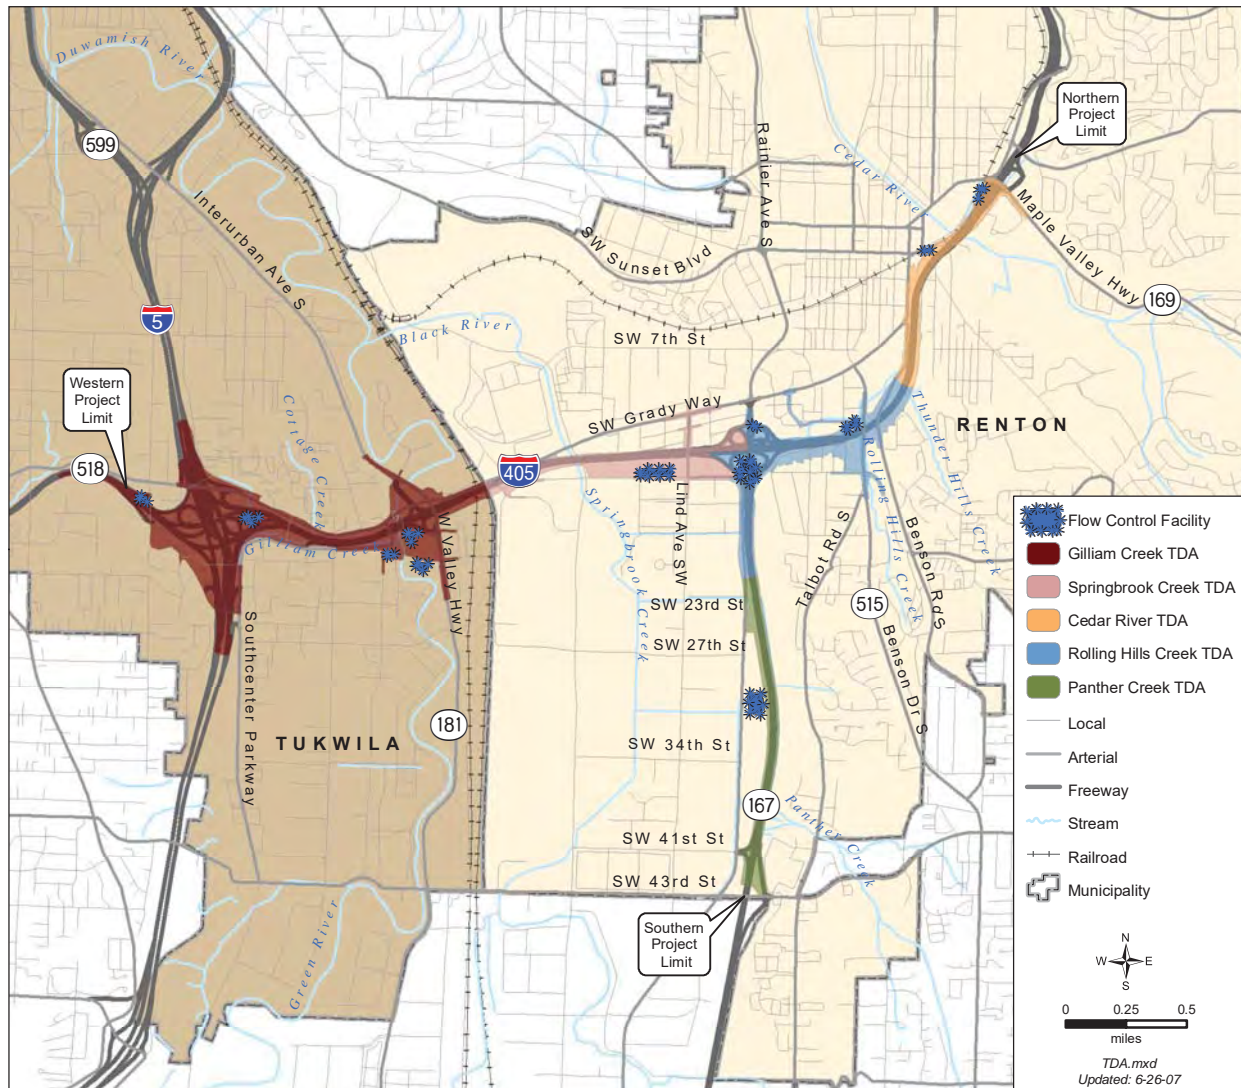 Duwamish River
599
Interurban Ave S
5
Western
Project
Limit
518
Cottage Creek
Gilliam Creek
Southcenter Parkway
TUKWILA
181
W Valley Hwy
Green River
Black River
405
SW Sunset Blvd
Rainier Ave S
SW 7th St
SW Grady Way
Lind Ave SW
Springbrook Creek
SW 23rd St
SW 27th St
SW 34th St
SW 41st St
SW 43rd St
167
Southern
Project
Limit
Panther Creek
Talbot Rd S
515
Benson Rd S
Benson Dr S
Rolling Hills Creek
Thunder Hills Creek
RENTON
Cedar River
Maple Valley Hwy
169
Northern
Project
Limit
Flow Control Facility
Gilliam Creek TDA
Springbrook Creek TDA
Cedar River TDA
Rolling Hills Creek TDA
Panther Creek TDA
Local
Arterial
Freeway
Stream
Railroad
Municipality
N
W E
S
0 0.25 0.5
miles
TDA.mxd
Updated: 6-26-07